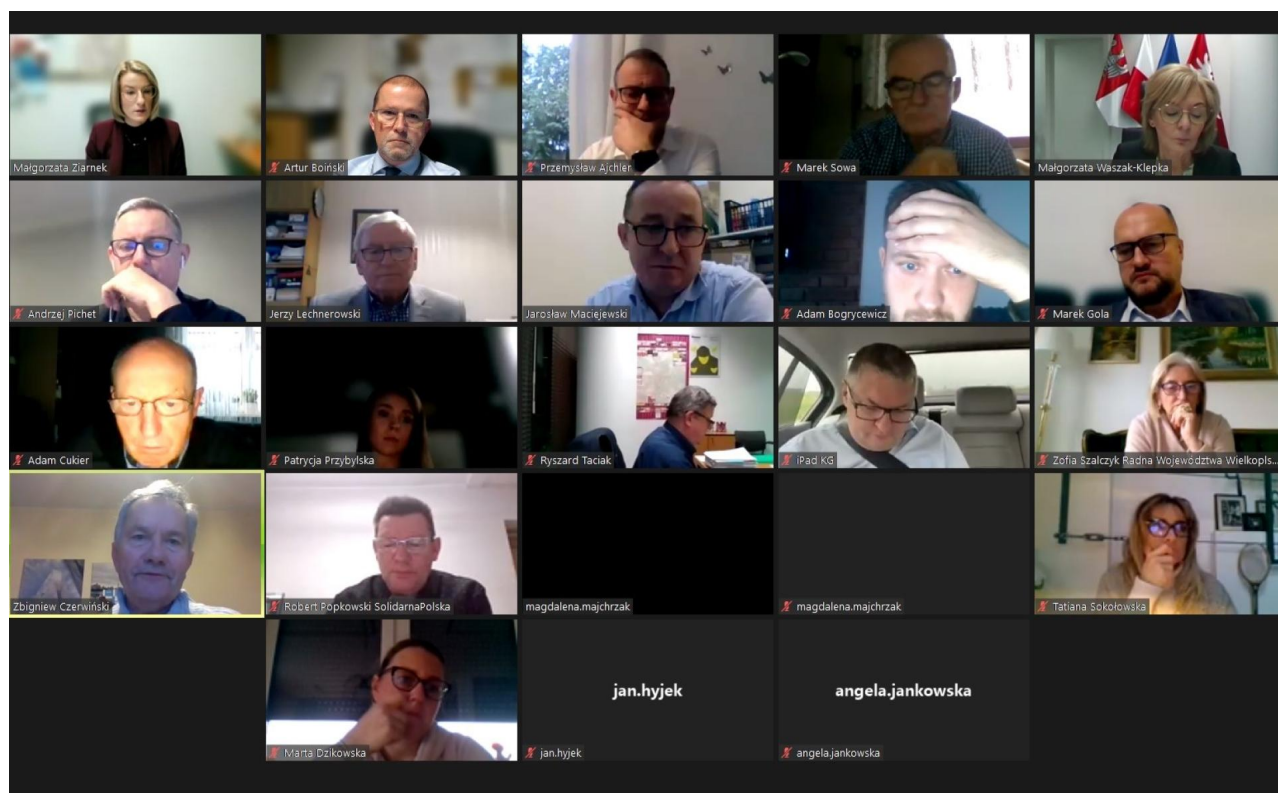 Małgorzata Ziarnek
Artur Boiński
Przemysław Ajchler
Marek Sowa
Małgorzata Waszak-Klepka
Andrzej Pichet
Jerzy Lechnerowski
Jarosław Maciejewski
Adam Bogrycewicz
Marek Gola
Adam Cukier
Patrycja Przybylska
Ryszard Taciak
iPad KG
Zofia Szalczyk Radna Województwa Wielkopls...
Zbigniew Czerwiński
Robert Popkowski SolidarnaPolska
magdalena.majchrzak
magdalena.majchrzak
Tatiana Sokołowska
Marta Dzikowska
jan.hyjek
jan.hyjek
angela.jankowska
angela.jankowska